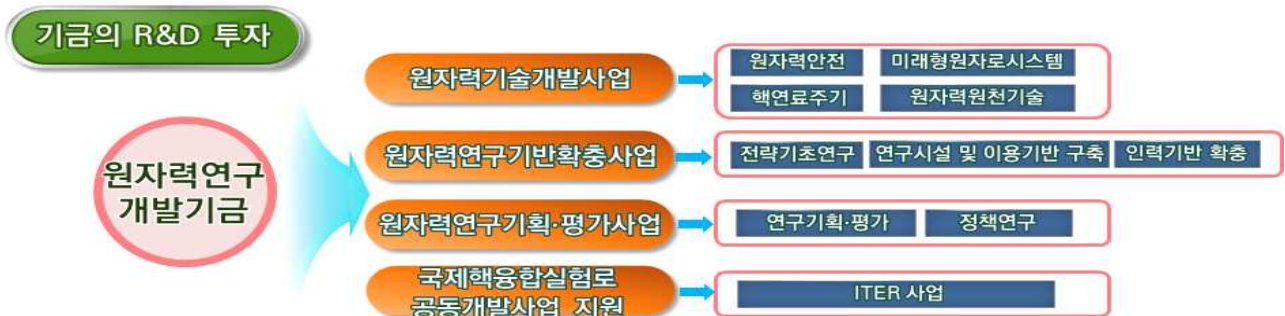 기금의 R&D 투자
원자력연구
개발기금
원자력기술개발사업
원자력안전 미래형원자로시스템
핵연료주기 원자력원천기술
원자력연구기반확충사업
전략기초연구 연구시설 및 이용기반 구축 인력기반 확충
원자력연구기획·평가사업
연구기획·평가 정책연구
국제핵융합실험로
공동개발사업 지원
ITER 사업